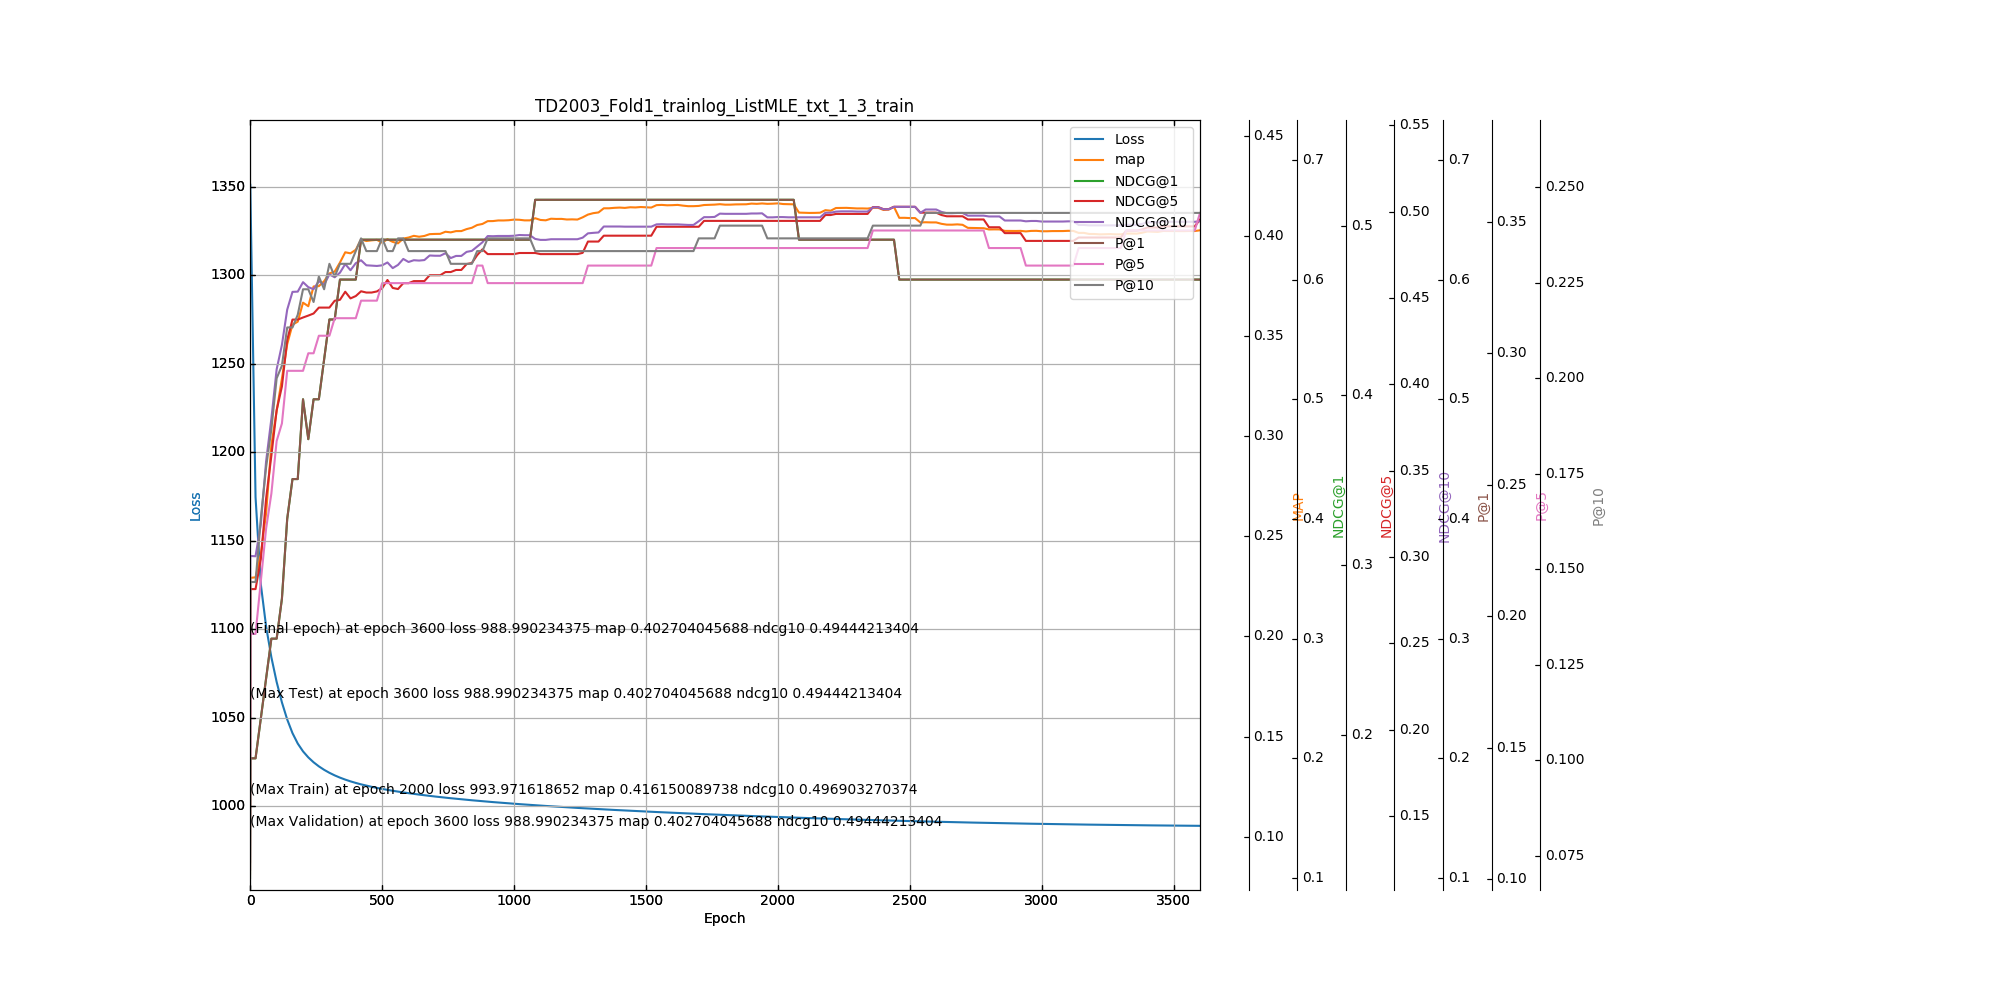 TD2003_Fold1_trainlog_ListMLE_txt_1_3_train
Loss
map
NDCG@1
NDCG@5
NDCG@10
P@1
P@5
P@10
1350
1300
1250
1200
1150
1100
1050
1000
Loss
(Final epoch) at epoch 3600 loss 988.990234375 map 0.402704045688 ndcg10 0.49444213404
(Max Test) at epoch 3600 loss 988.990234375 map 0.402704045688 ndcg10 0.49444213404
(Max Train) at epoch 2000 loss 993.971618652 map 0.416150089738 ndcg10 0.496903270374
(Max Validation) at epoch 3600 loss 988.990234375 map 0.402704045688 ndcg10 0.49444213404
0 500 1000 1500 2000 2500 3000 3500
Epoch
0.45
0.40
0.35
0.30
0.25
0.20
0.15
0.10
MAP
0.7
0.6
0.5
0.4
0.3
0.2
0.1
NDCG@1
0.5
0.4
0.3
0.2
NDCG@5
0.55
0.50
0.45
0.40
0.35
0.30
0.25
0.20
0.15
NDCG@10
0.7
0.6
0.5
0.4
0.3
0.2
0.1
P@1
0.35
0.30
0.25
0.20
0.15
0.10
P@5
0.250
0.225
0.200
0.175
0.150
0.125
0.100
0.075
P@10